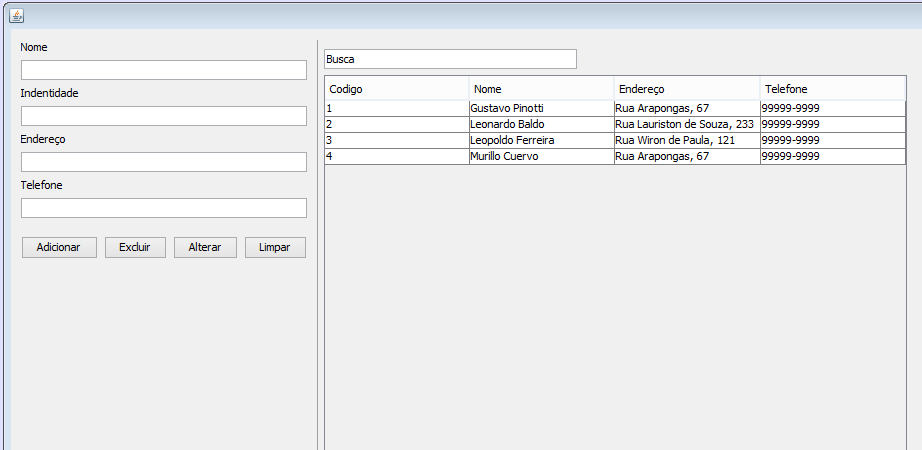 Nome
Indentidade
Endereço
Telefone
Adicionar Excluir Alterar Limpar
Busca
Codigo Nome Endereço Telefone
1 Gustavo Pinotti Rua Arapongas, 67 99999-9999
2 Leonardo Baldo Rua Lauriston de Souza, 233 99999-9999
3 Leopoldo Ferreira Rua Wiron de Paula, 121 99999-9999
4 Murillo Cuervo Rua Arapongas, 67 99999-9999